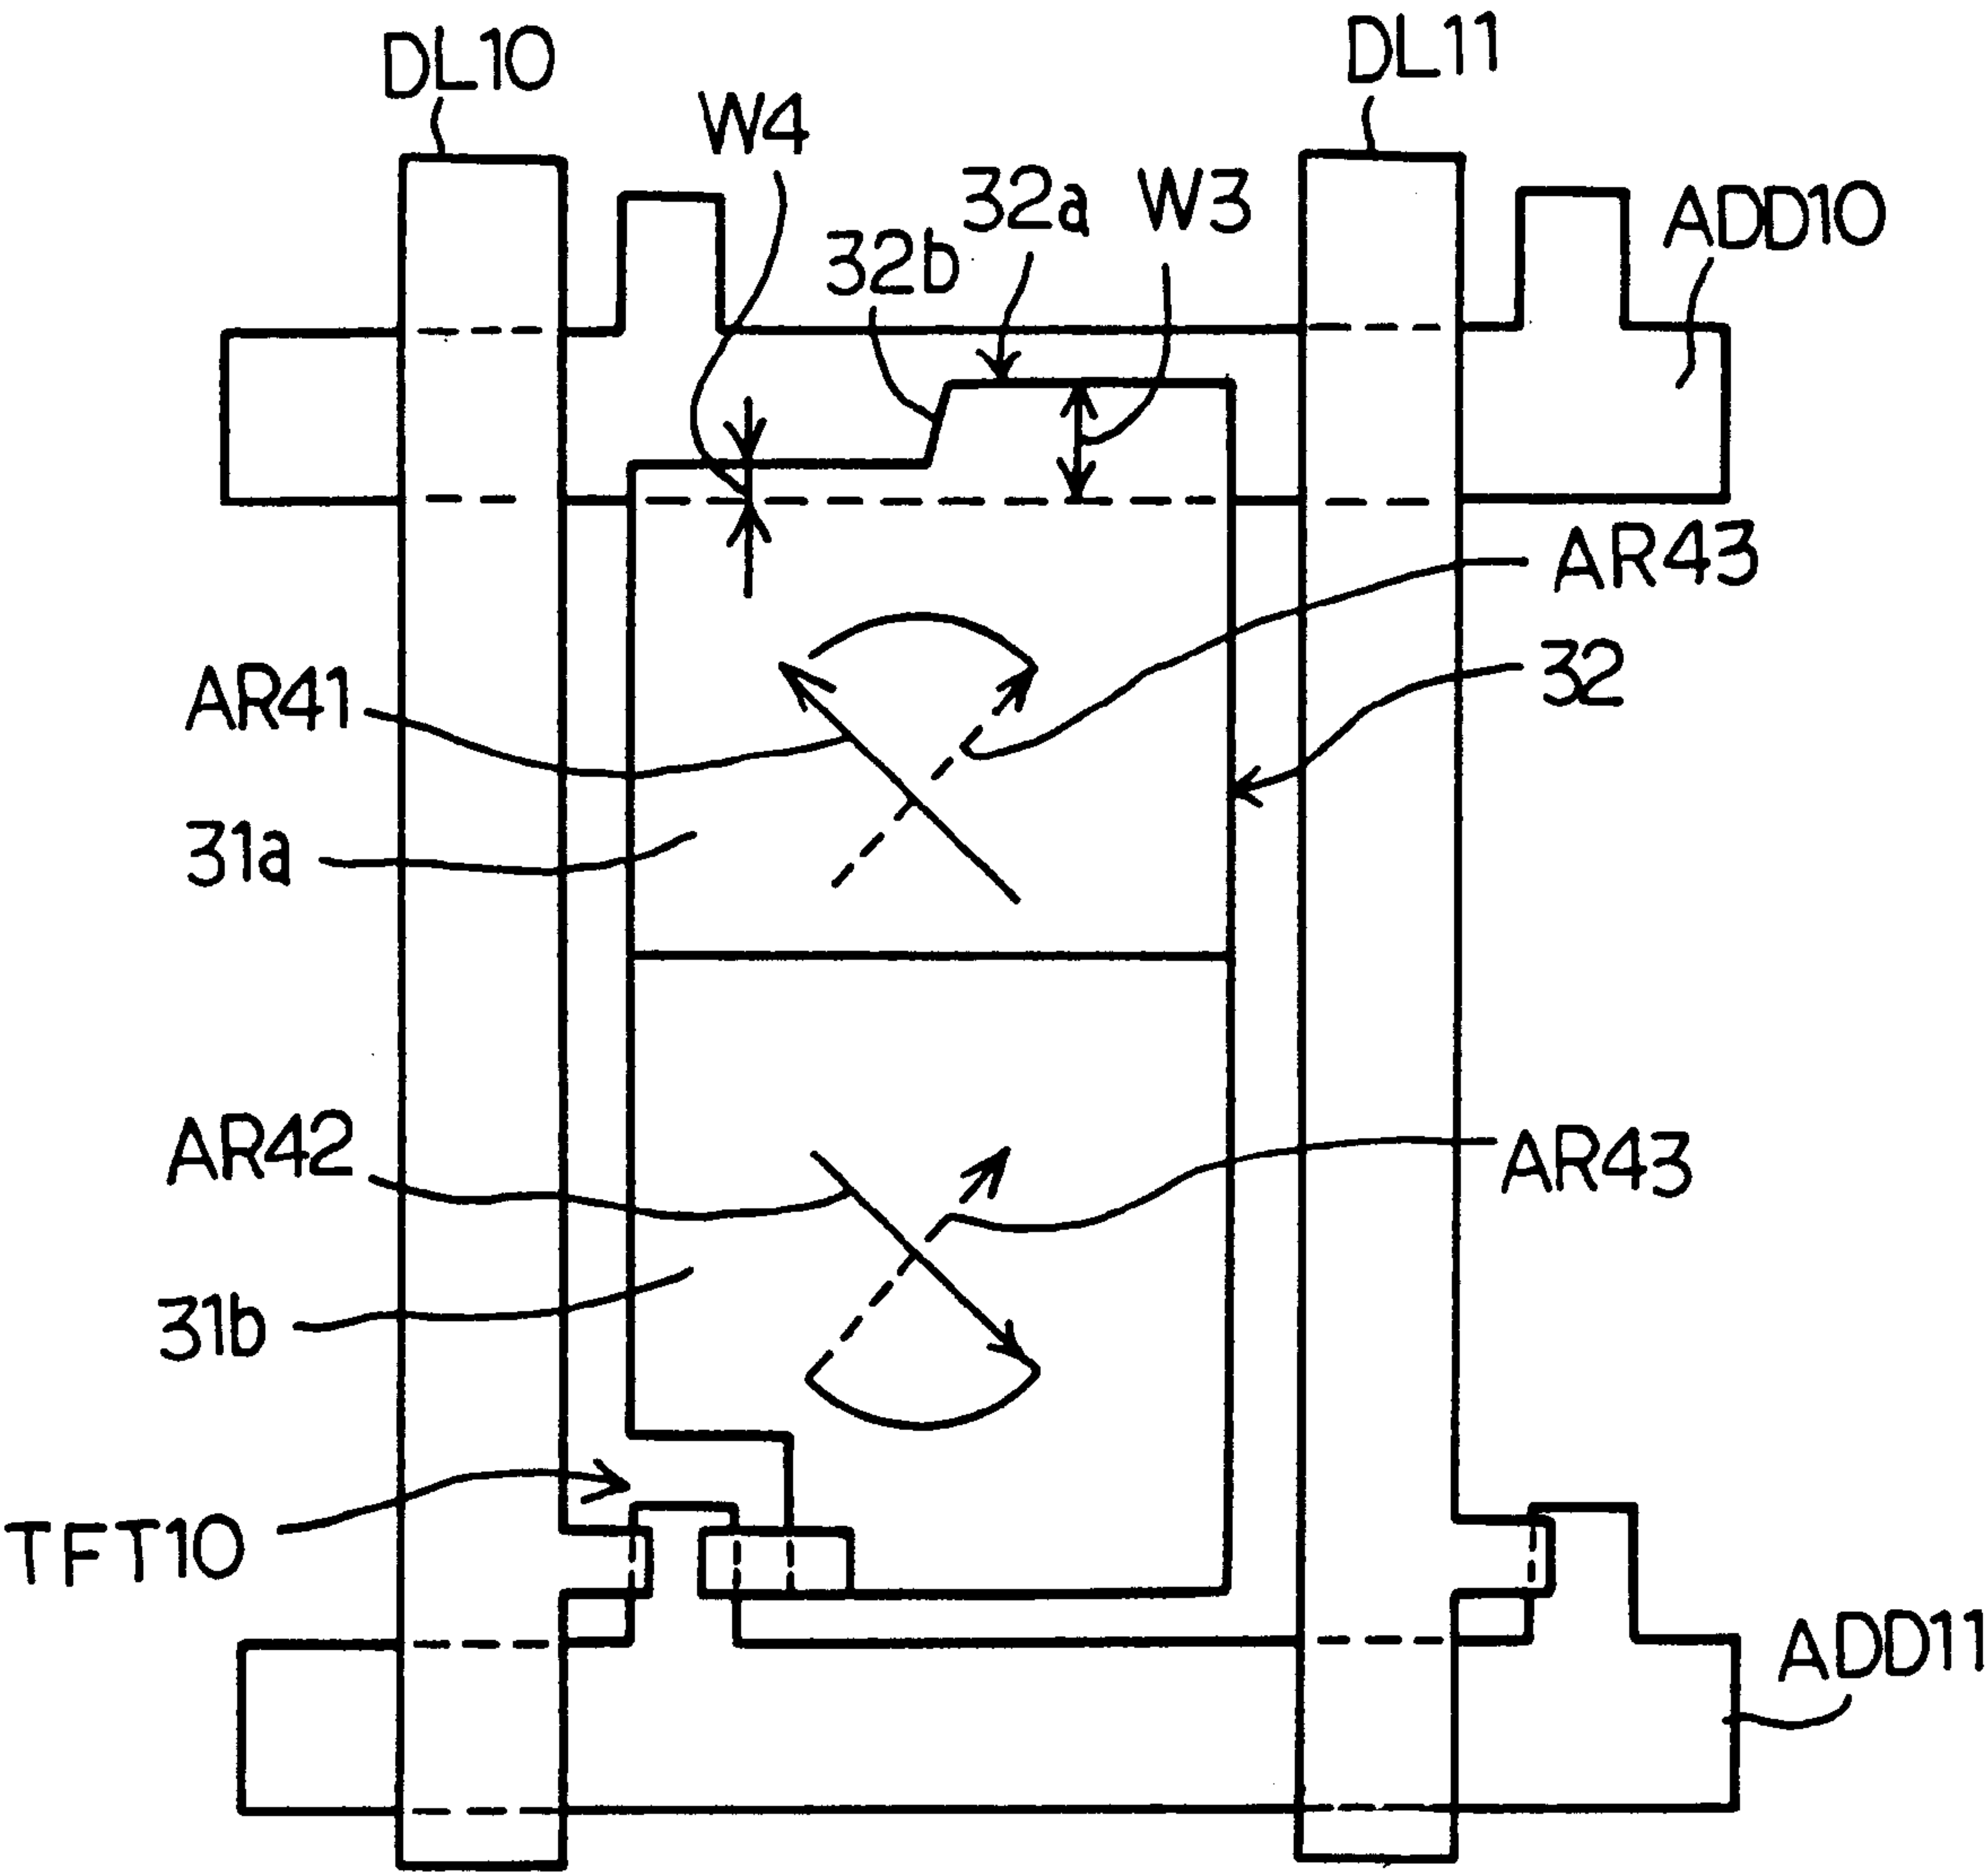 DL10
DL11
W4
32a
W3
ADD10
32b
AR43
AR41
32
31a
AR42
AR43
31b
TFT10
ADD11